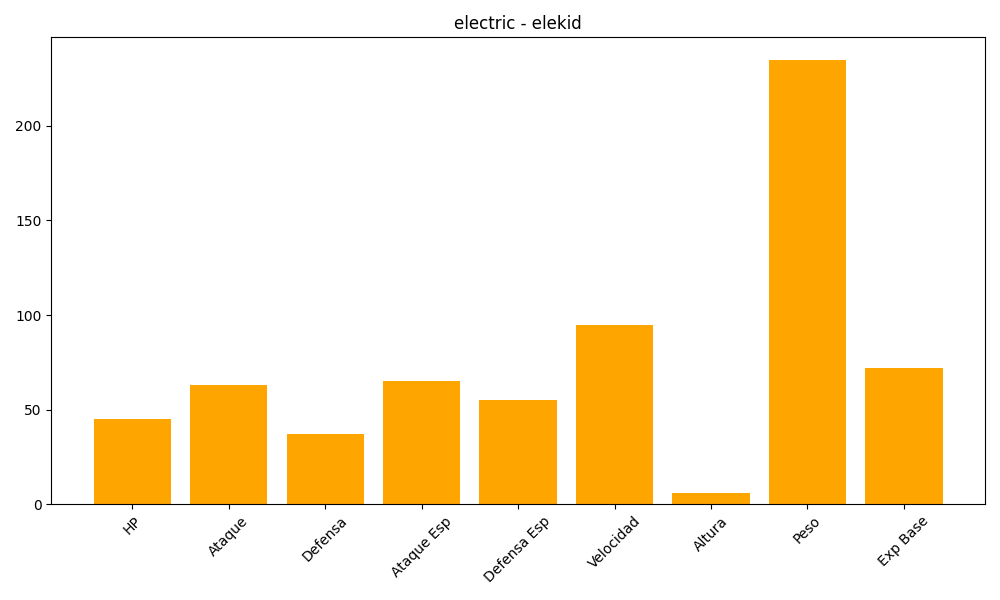 electric - elekid
200
150
100
50
0
HP
Ataque
Defensa
Ataque Esp
Defensa Esp
Velocidad
Altura
Peso
Exp Base